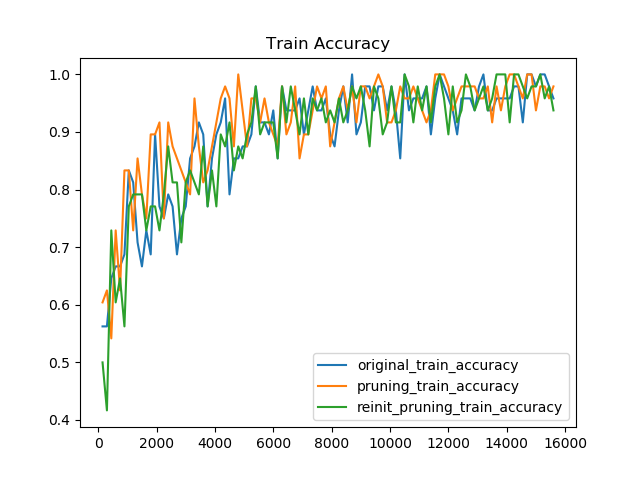 Train Accuracy
1.0
0.9
0.8
0.7
0.6
0.5
0.4
original_train_accuracy
pruning_train_accuracy
reinit_pruning_train_accuracy
0 2000 4000 6000 8000 10000 12000 14000 16000